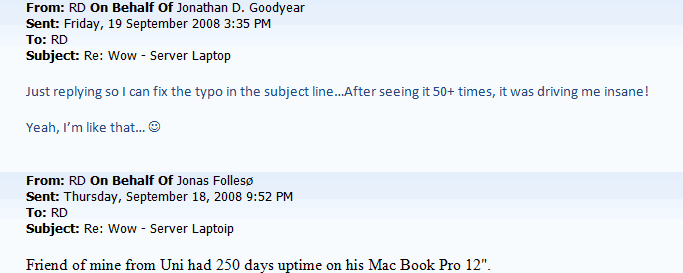 From: RD On Behalf Of Jonathan D. Goodyear
Sent: Friday, 19 September 2008 3:35 PM
To: RD
Subject: Re: Wow - Server Laptop
Just replying so I can fix the typo in the subject line...After seeing it 50+ times, it was driving me insane!
Yeah, I'm like that... ☺
From: RD On Behalf Of Jonas Follesø
Sent: Thursday, September 18, 2008 9:52 PM
To: RD
Subject: Re: Wow - Server Laptoip
Friend of mine from Uni had 250 days uptime on his Mac Book Pro 12".